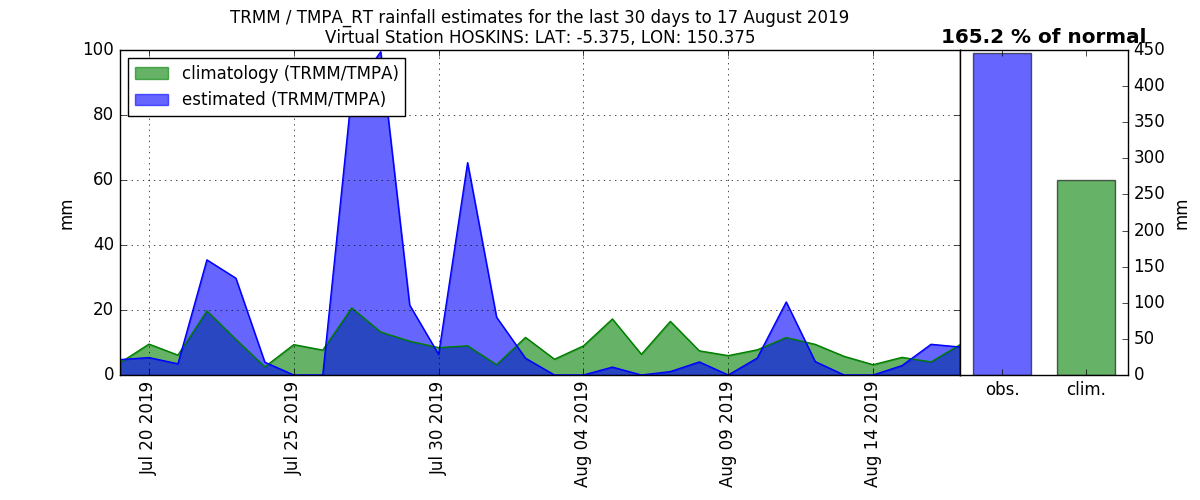 TRMM / TMPA_RT rainfall estimates for the last 30 days to 17 August 2019
Virtual Station HOSKINS: LAT: -5.375, LON: 150.375
165.2 % of normal
climatology (TRMM/TMPA)
estimated (TRMM/TMPA)
100
80
60
40
20
0
mm
Jul 20 2019
Jul 25 2019
Jul 30 2019
Aug 04 2019
Aug 09 2019
Aug 14 2019
450
400
350
300
250
200
150
100
50
0
mm
obs.
clim.